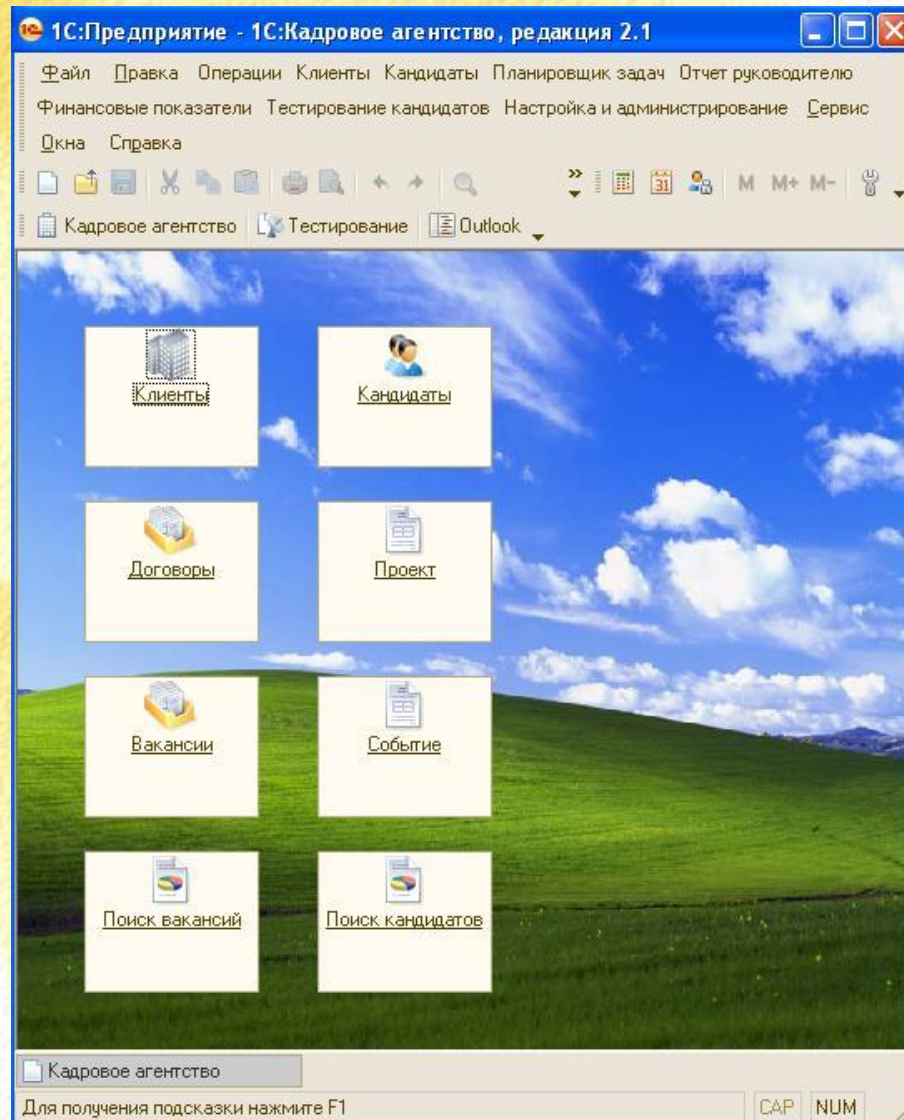 1С:Предприятие - 1С:Кадровое агентство, редакция 2.1
Файл Правка Операции Клиенты Кандидаты Планировщик задач Отчет руководителю
Финансовые показатели Тестирование кандидатов Настройка и администрирование Сервис
Окна Справка
31 M M+ M-
Кадровое агентство Тестирование Outlook
Клиенты Кандидаты
Договоры Проект
Вакансии Событие
Поиск вакансий Поиск кандидатов
Кадровое агентство
Для получения подсказки нажмите F1 CAP NUM